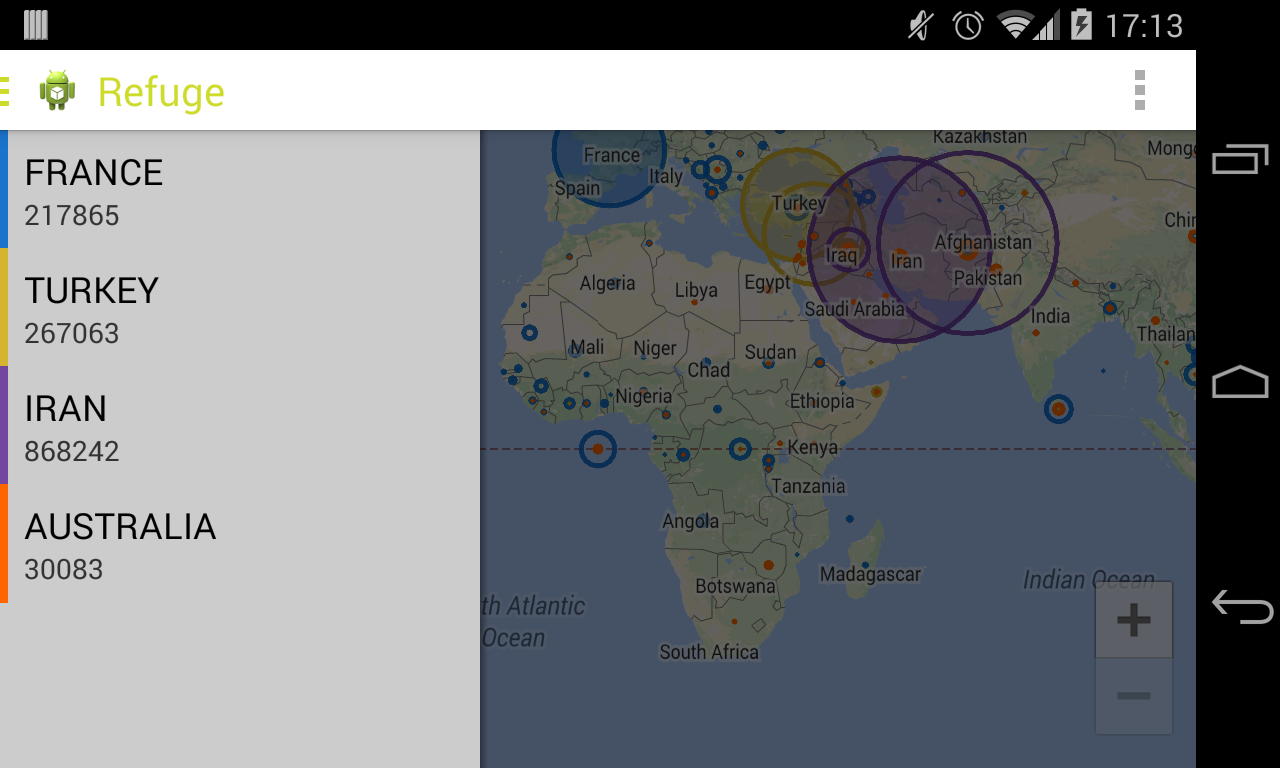 17:13
Refuge
FRANCE
217865
TURKEY
267063
IRAN
868242
AUSTRALIA
30083
Kazakhstan
Mong
France
Italy
Spain
Turkey
Chin
Afghanistan
Iraq
Iran
Pakistan
Algeria
Libya
Egypt
Saudi Arabia
India
Thailan
Mali
Niger
Sudan
Chad
Nigeria
Ethiopia
Kenya
Tanzania
Angola
Madagascar
Botswana
Indian Ocean
th Atlantic
Ocean
South Africa